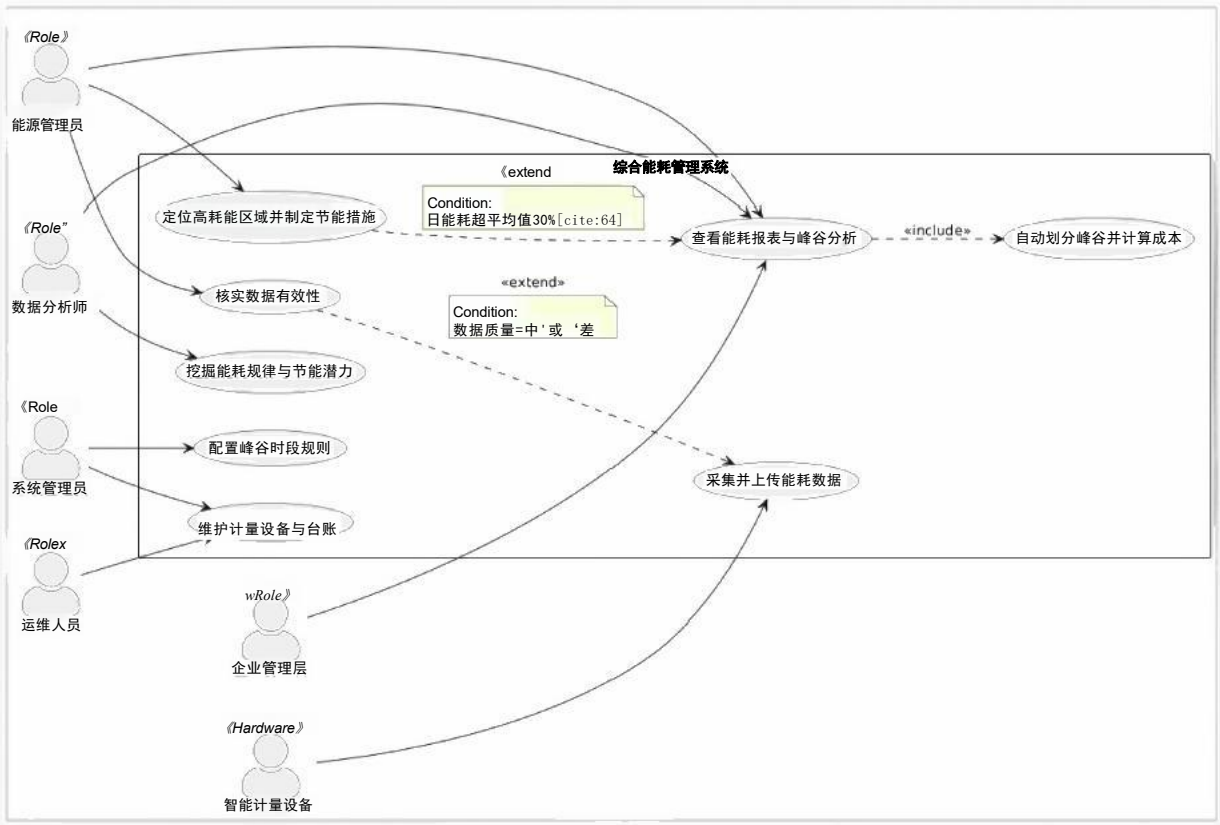 《Role》
能源管理员
综合能耗管理系统
《extend
Condition:
日能耗超平均值30%[cite:64]
定位高耗能区域并制定节能措施
《Role”
查看能耗报表与峰谷分析
«include»
自动划分峰谷并计算成本
数据分析师
核实数据有效性
«extend»
Condition:
数据质量=中'或‘差
挖掘能耗规律与节能潜力
《Role
系统管理员
配置峰谷时段规则
采集并上传能耗数据
维护计量设备与台账
《Rolex
运维人员
wRole》
企业管理层
《Hardware》
智能计量设备